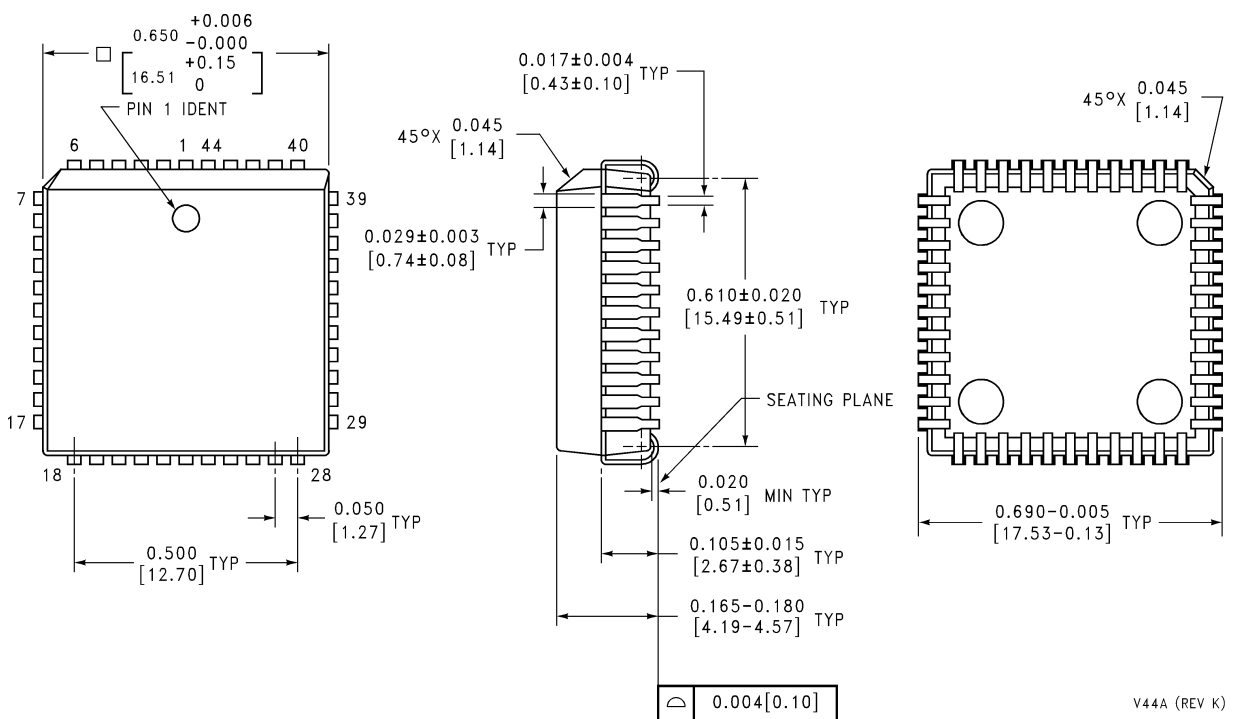 +0.006
0.650
-0.000
+0.15
[16.51 0]
PIN 1 IDENT
6 1 44 40
7 39
17 29
18 28
0.050
[1.27] TYP
0.500
[12.70] TYP
0.017±0.004
[0.43±0.10] TYP
45°X 0.045
[1.14]
0.029±0.003
[0.74±0.08] TYP
0.610±0.020
[15.49±0.51] TYP
SEATING PLANE
0.020
[0.51] MIN TYP
0.105±0.015
[2.67±0.38] TYP
0.165-0.180
[4.19-4.57] TYP
⌓ 0.004[0.10]
45°X 0.045
[1.14]
0.690-0.005
[17.53-0.13] TYP
V44A (REV K)